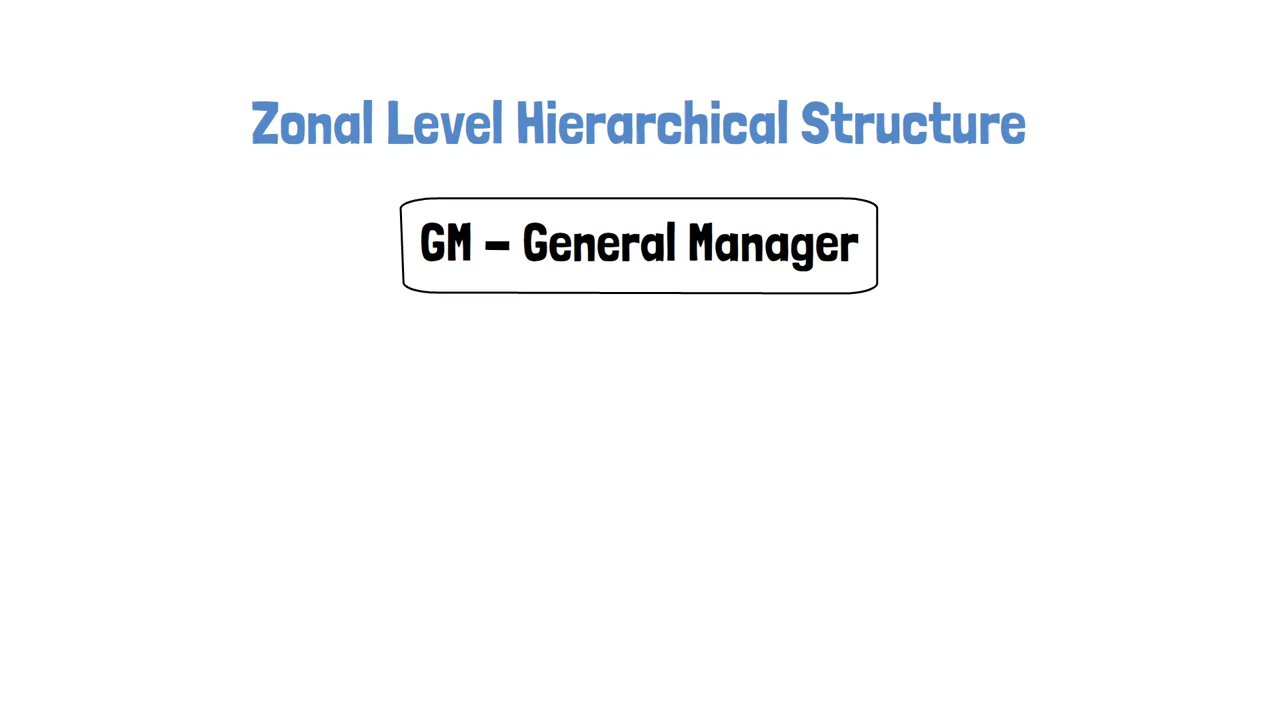 Zonal Level Hierarchical Structure
GM – General Manager